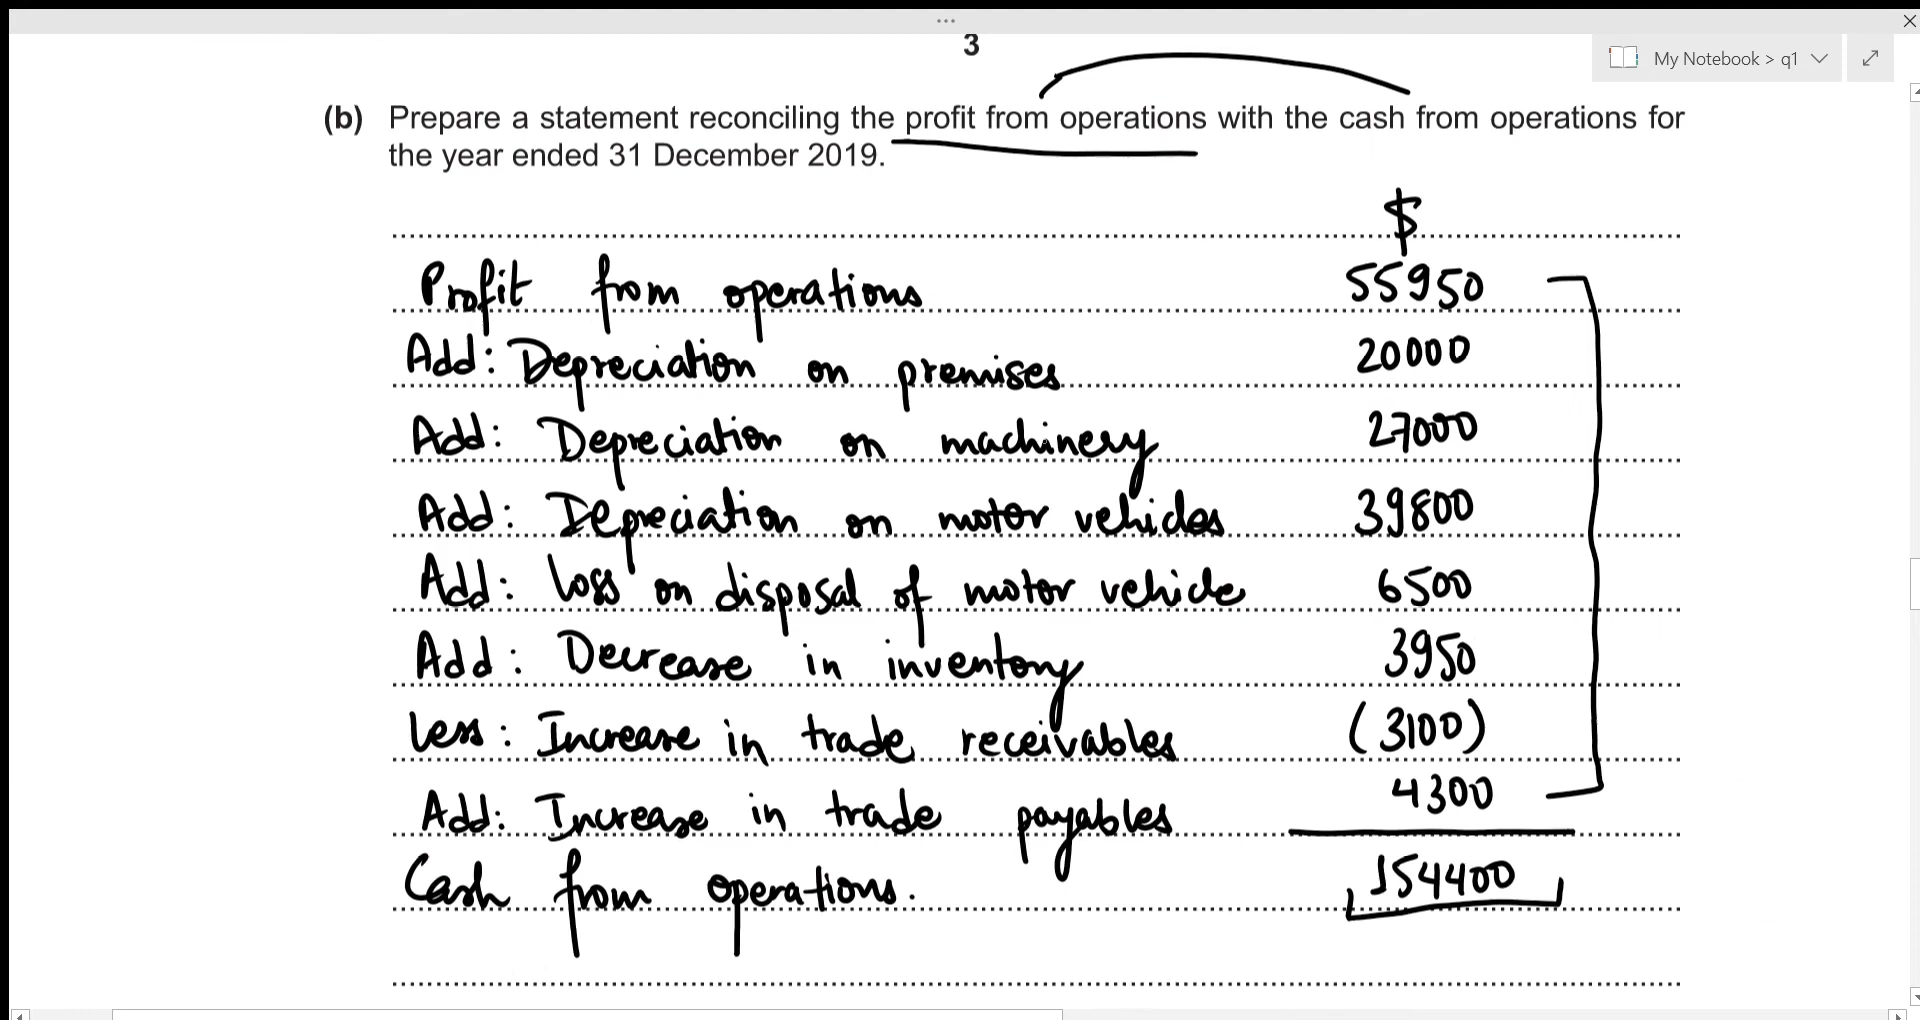 3
My Notebook > q1
(b) Prepare a statement reconciling the profit from operations with the cash from operations for
the year ended 31 December 2019.
$
Profit from operations 55950
Add: Depreciation on premises 20000
Add: Depreciation on machinery 27000
Add: Depreciation on motor vehicles 39800
Add: loss on disposal of motor vehicle 6500
Add: Decrease in inventory 3950
less: Increase in trade receivables (3100)
Add: Increase in trade payables 4300
Cash from operations. 154400